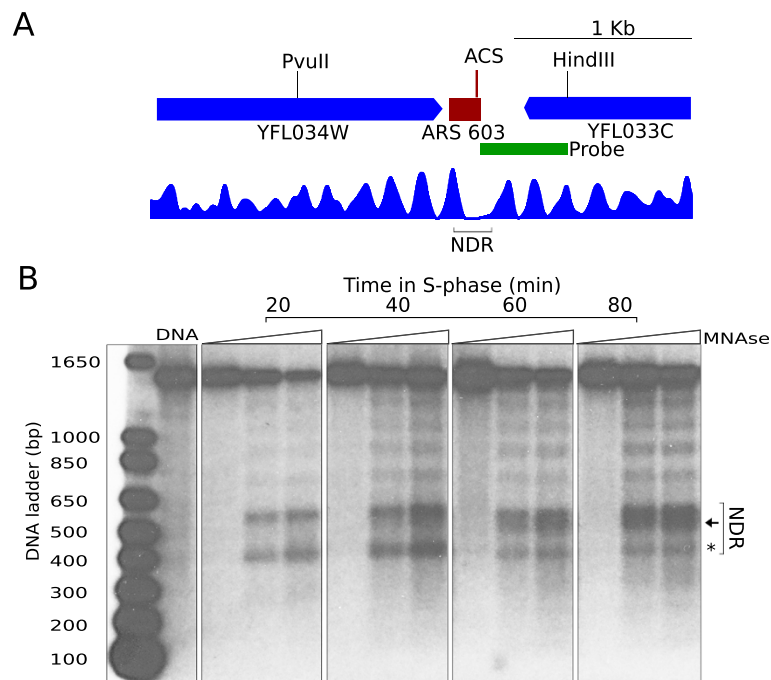 A
1 Kb
PvuII
ACS
HindIII
YFL034W
ARS 603
YFL033C
Probe
NDR
B
Time in S-phase (min)
20 40 60 80
DNA
MNAse
DNA ladder (bp)
1650
1000
850
650
500
400
300
200
100
*
NDR